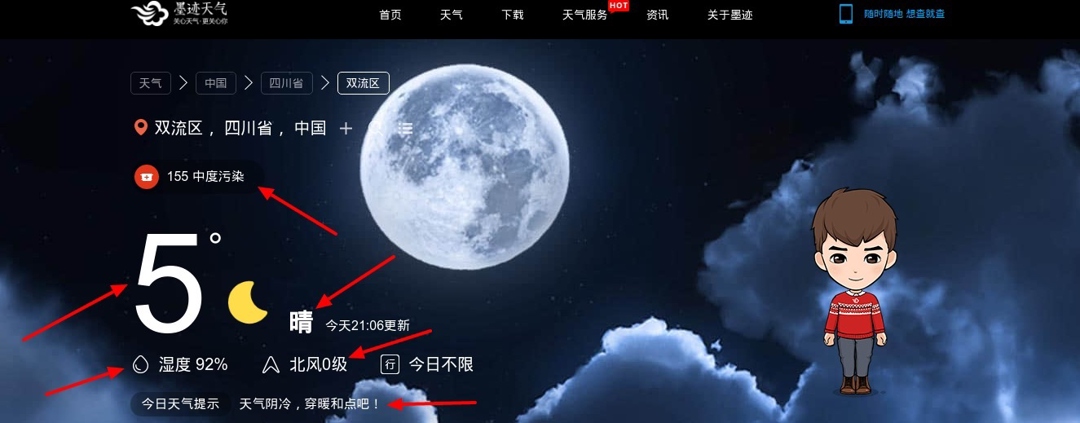 墨迹天气
关心天气·更关心你
首页 天气 下载 天气服务 HOT 资讯 关于墨迹
随时随地 想查就查
天气 中国 四川省 双流区
双流区，四川省，中国
155 中度污染
5°
晴 今天21:06更新
湿度 92% 北风0级 行 今日不限
今日天气提示 天气阴冷，穿暖和点吧！